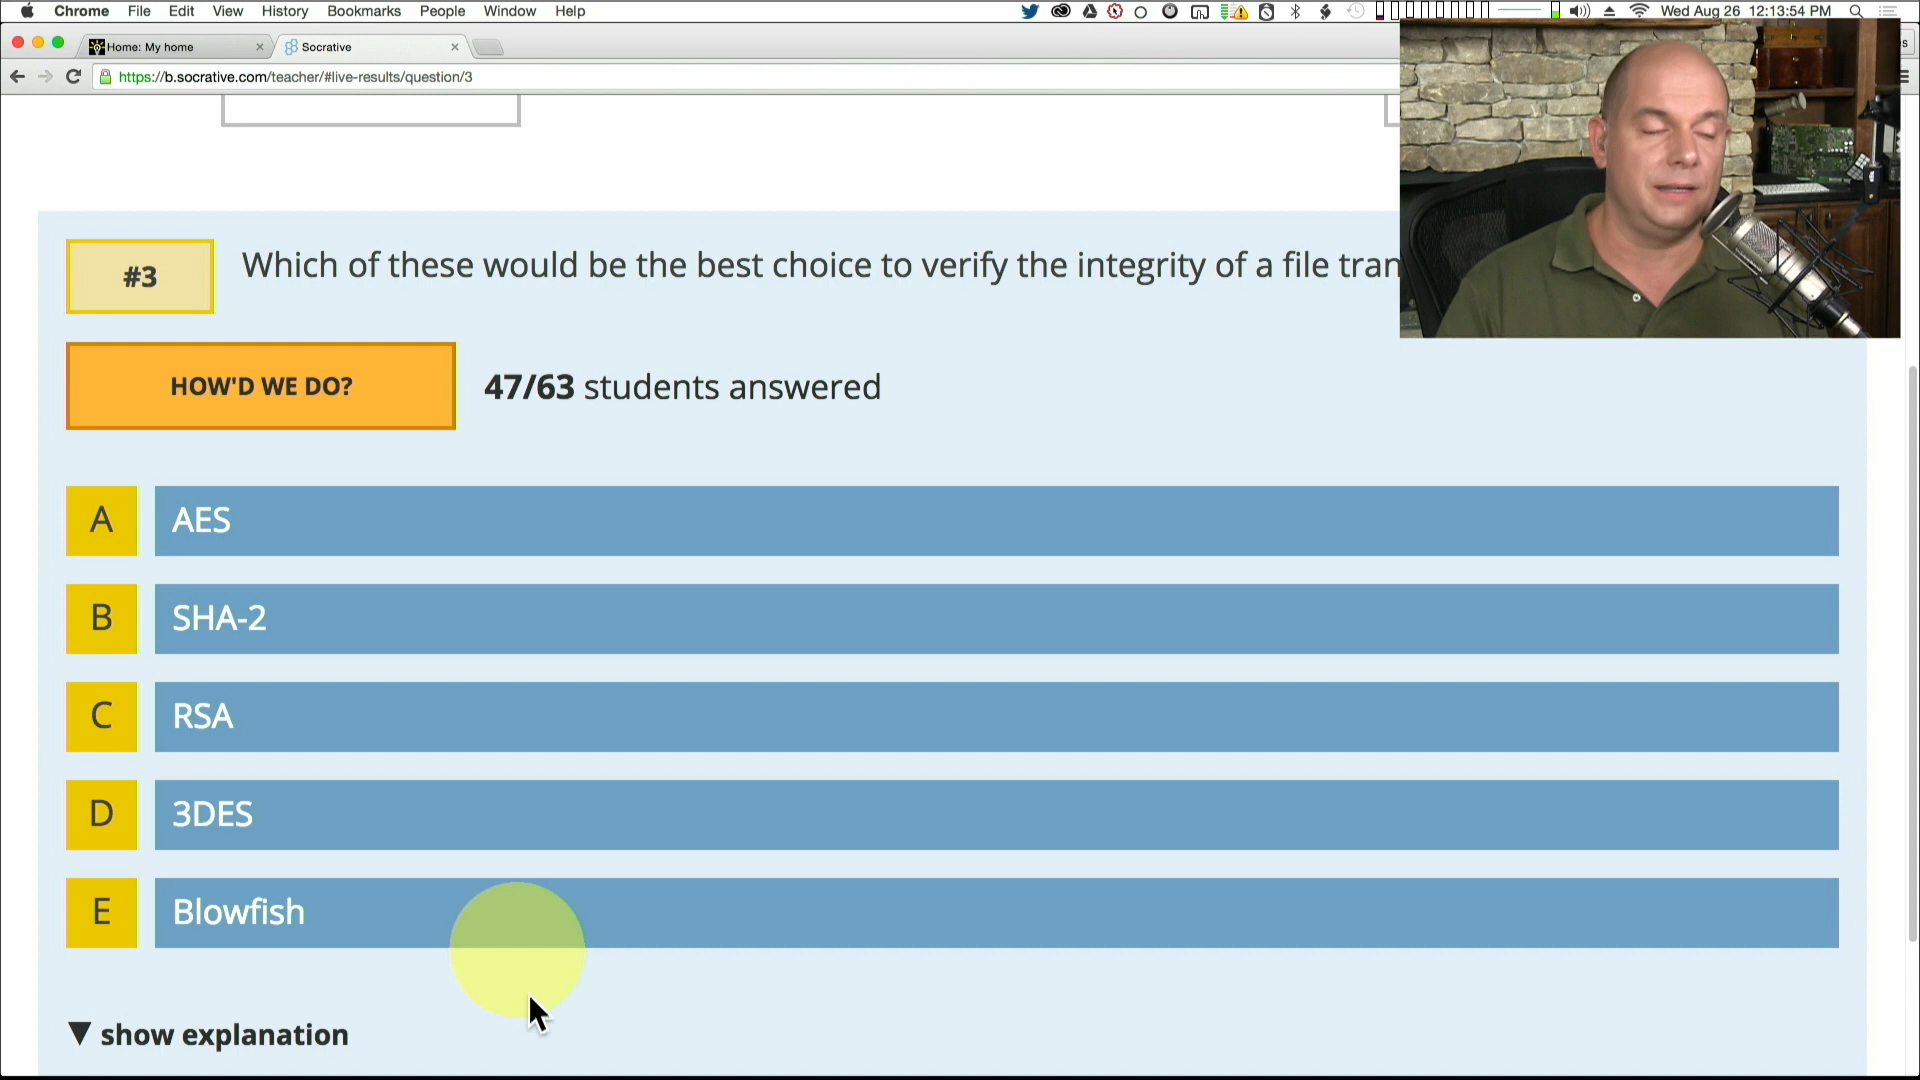 Chrome File Edit View History Bookmarks People Window Help Wed Aug 26 12:13:54 PM
Home: My home Socrative
https://b.socrative.com/teacher/#live-results/question/3
#3 Which of these would be the best choice to verify the integrity of a file tran
HOW'D WE DO? 47/63 students answered
A AES
B SHA-2
C RSA
D 3DES
E Blowfish
▼ show explanation